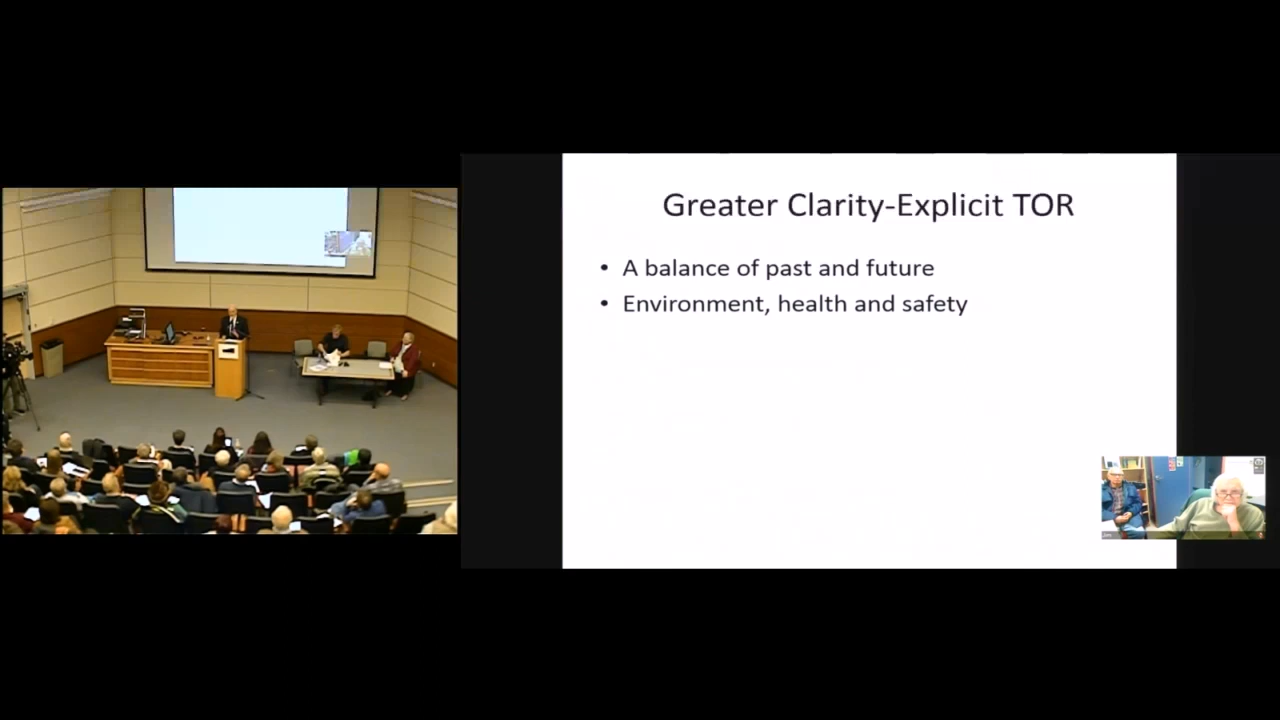 Greater Clarity-Explicit TOR
• A balance of past and future
• Environment, health and safety